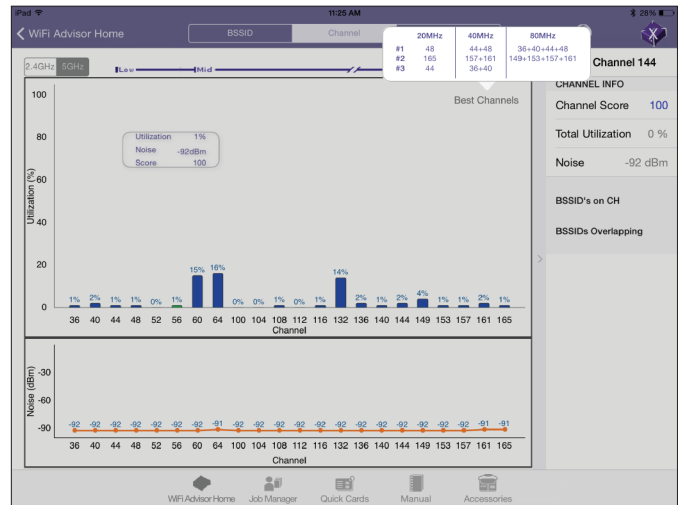 iPad 11:25 AM 28%
WiFi Advisor Home BSSID Channel
20MHz 40MHz 80MHz
#1 48 44+48 36+40+44+48
#2 165 157+161 149+153+157+161
#3 44 36+40
2.4GHz 5GHz Low Mid Channel 144
Best Channels
CHANNEL INFO
Channel Score 100
Total Utilization 0 %
Noise -92 dBm
BSSID's on CH
BSSIDs Overlapping
>
Utilization 1%
Noise -92dBm
Score 100
Utilization (%)
100
80
60
40
20
0
1% 2% 1% 1% 0% 1% 15% 16% 0% 0% 1% 0% 1% 14% 2% 1% 2% 4% 1% 1% 2% 1%
36 40 44 48 52 56 60 64 100 104 108 112 116 132 136 140 144 149 153 157 161 165
Channel
Noise (dBm)
-30
-60
-90
-92 -92 -92 -92 -92 -92 -92 -91 -92 -92 -92 -92 -92 -92 -92 -92 -92 -92 -92 -92 -91 -91
36 40 44 48 52 56 60 64 100 104 108 112 116 132 136 140 144 149 153 157 161 165
Channel
WiFi Advisor Home Job Manager Quick Cards Manual Accessories